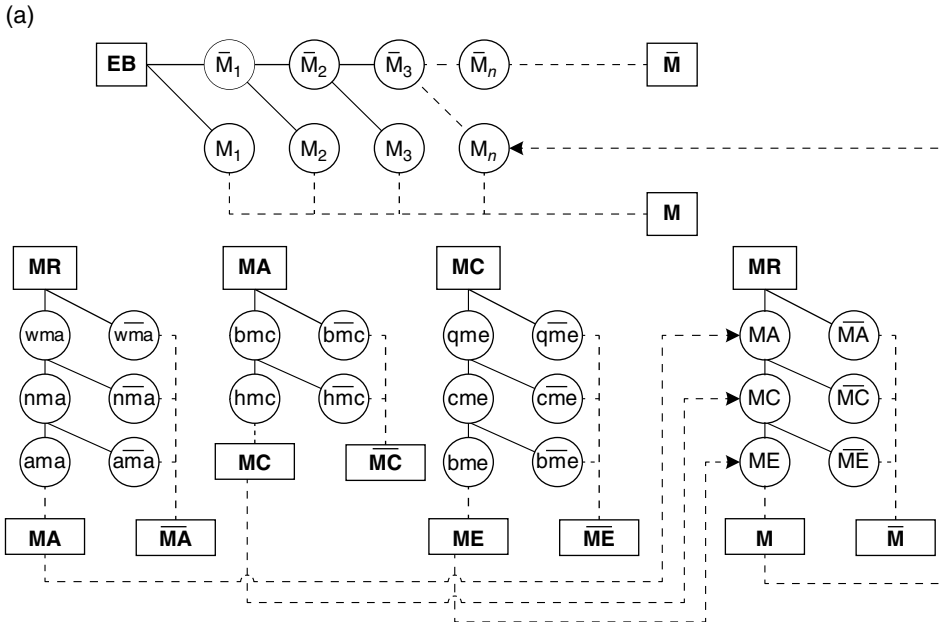 (a)
EB M̄₁ M̄₂ M̄₃ M̄ₙ M̄
M₁ M₂ M₃ Mₙ
M
MR MA MC MR
wma w̅m̅a̅ bmc b̅m̅c̅ qme q̅m̅e̅ MA M̅A̅
nma n̅m̅a̅ hmc h̅m̅c̅ cme c̅m̅e̅ MC M̅C̅
ama a̅m̅a̅ MC M̅C̅ bme b̅m̅e̅ ME M̅E̅
MA M̅A̅ ME M̅E̅ M M̄